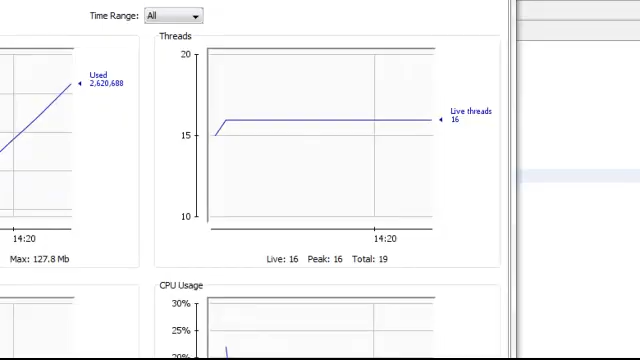 Time Range: All
Threads
20
Used
2,620,688
Live threads
16
15
10
14:20
14:20
Max: 127.8 Mb
Live: 16 Peak: 16 Total: 19
CPU Usage
30%
25%
20%